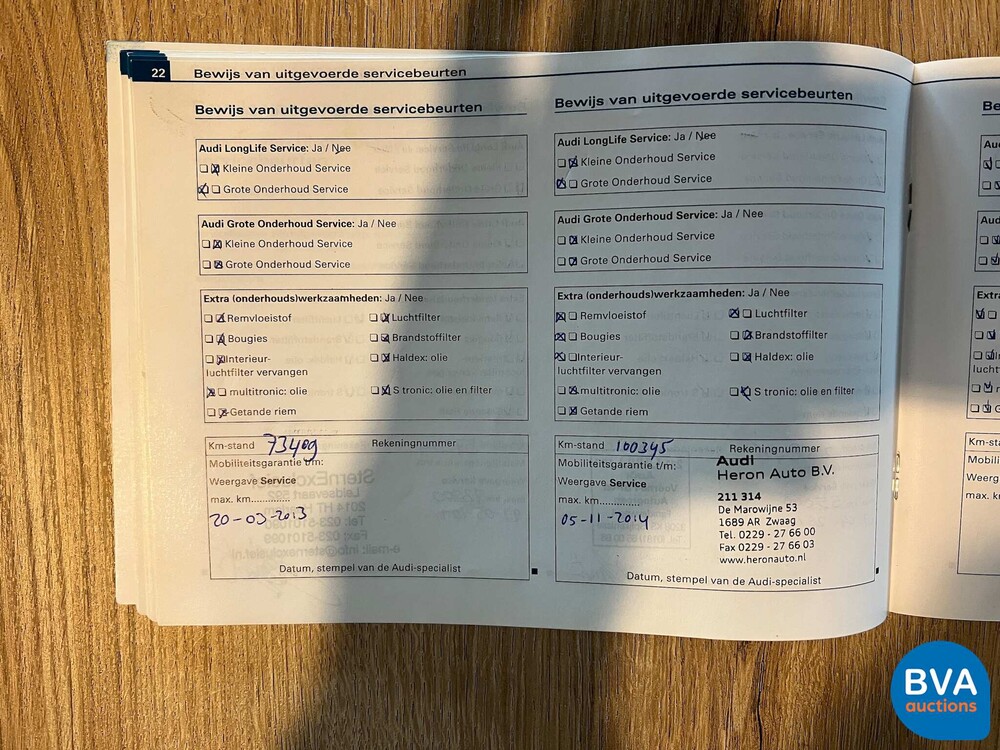 22 Bewijs van uitgevoerde servicebeurten
Bewijs van uitgevoerde servicebeurten
Audi LongLife Service: Ja / Nee
Kleine Onderhoud Service
Grote Onderhoud Service
Audi Grote Onderhoud Service: Ja / Nee
Kleine Onderhoud Service
Grote Onderhoud Service
Extra (onderhouds)werkzaamheden: Ja / Nee
Remvloeistof Luchtfilter
Bougies Brandstoffilter
Interieur- Haldex: olie
luchtfilter vervangen
multitronic: olie S tronic: olie en filter
Getande riem
Km-stand 73409 Rekeningnummer
Mobiliteitsgarantie t/m:
Weergave Service
max. km.............
20-03-2013
Datum, stempel van de Audi-specialist
Bewijs van uitgevoerde servicebeurten
Audi LongLife Service: Ja / Nee
Kleine Onderhoud Service
Grote Onderhoud Service
Audi Grote Onderhoud Service: Ja / Nee
Kleine Onderhoud Service
Grote Onderhoud Service
Extra (onderhouds)werkzaamheden: Ja / Nee
Remvloeistof Luchtfilter
Bougies Brandstoffilter
Interieur- Haldex: olie
luchtfilter vervangen
multitronic: olie S tronic: olie en filter
Getande riem
Km-stand 100345 Rekeningnummer
Mobiliteitsgarantie t/m:
Weergave Service
max. km.............
05-11-2014
Audi
Heron Auto B.V.
211 314
De Marowijne 53
1689 AR Zwaag
Tel. 0229 - 27 66 00
Fax 0229 - 27 66 03
www.heronauto.nl
Datum, stempel van de Audi-specialist
BVA
auctions